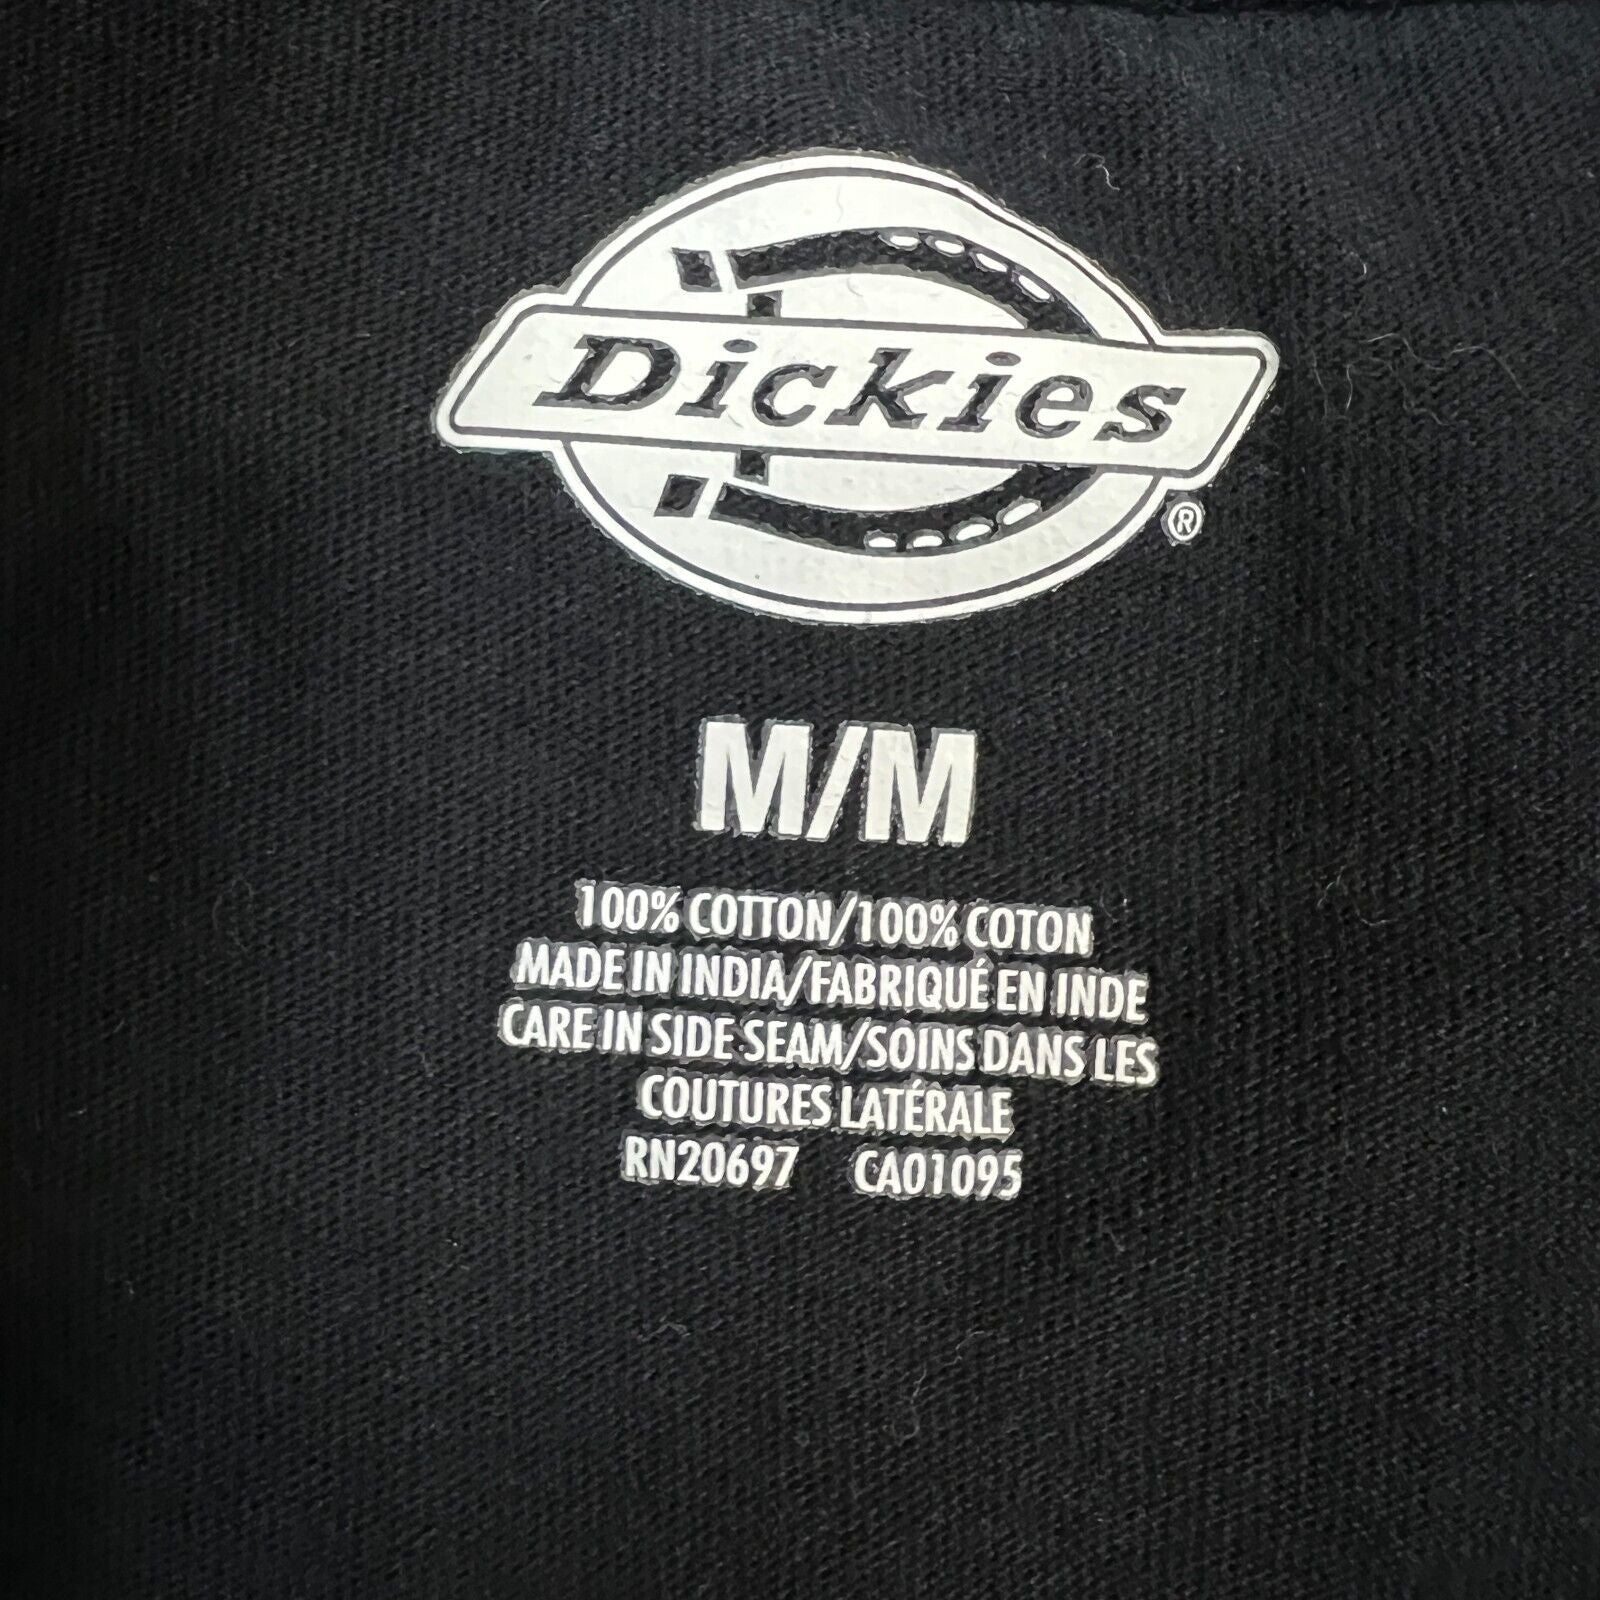 Dickies®
M/M
100% COTTON/100% COTON
MADE IN INDIA/FABRIQUÉ EN INDE
CARE IN SIDE SEAM/SOINS DANS LES
COUTURES LATÉRALE
RN20697 CA01095